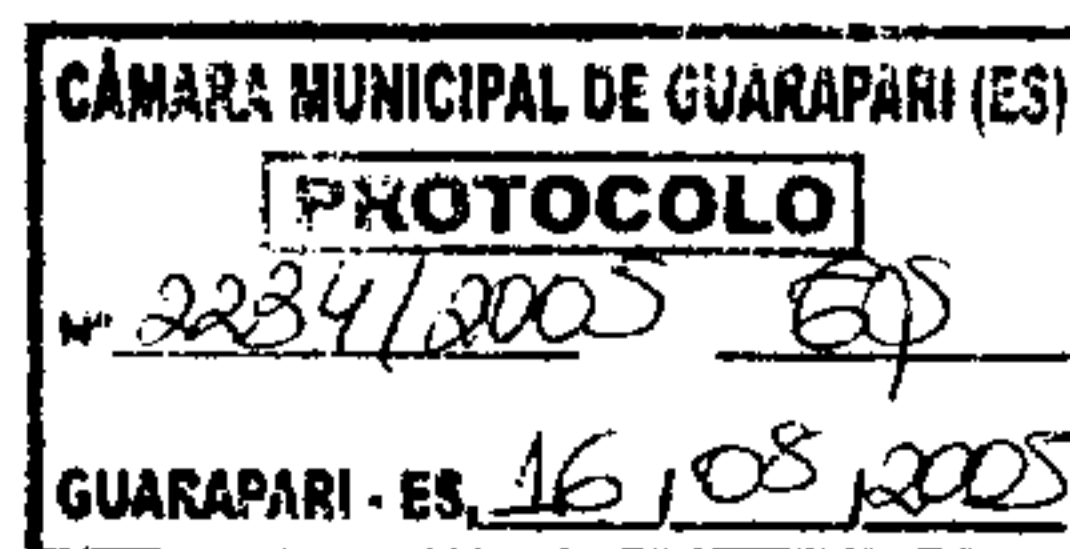 CÂMARA MUNICIPAL DE GUARAPARI (ES)
PROTOCOLO
Nº 2234/2005
GUARAPARI - ES, 16 / 08 / 2005